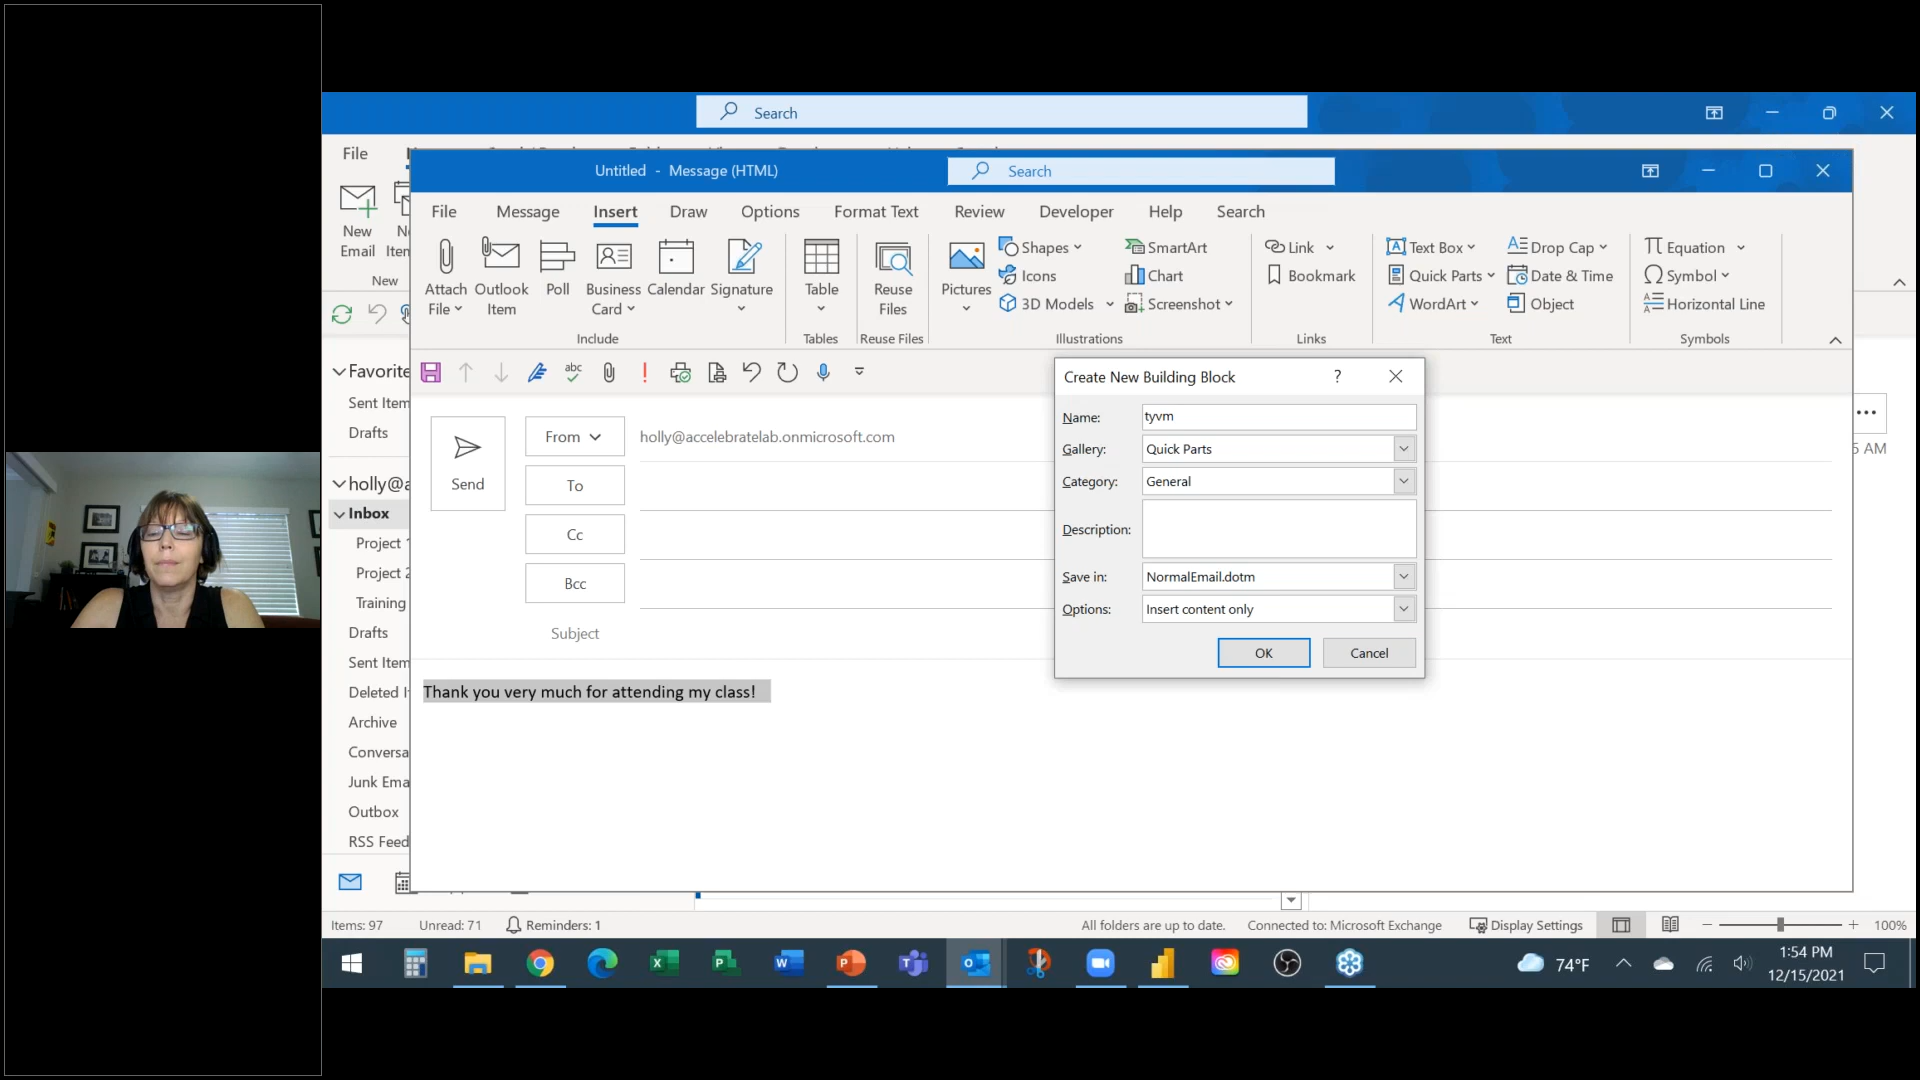 Search
File
Untitled - Message (HTML)
Search
File Message Insert Draw Options Format Text Review Developer Help Search
New
Email
New
Attach
File
Outlook
Item
Poll
Business
Card
Calendar
Signature
Table
Reuse
Files
Pictures
Shapes
Icons
3D Models
SmartArt
Chart
Screenshot
Link
Bookmark
Text Box
Quick Parts
WordArt
Drop Cap
Date & Time
Object
Equation
Symbol
Horizontal Line
Include
Tables
Reuse Files
Illustrations
Links
Text
Symbols
abc
Favorite
Sent Item
Drafts
holly@a
Inbox
Project 1
Project 2
Training
Drafts
Sent Item
Deleted I
Archive
Conversa
Junk Ema
Outbox
RSS Feed
Send
From
holly@accelebratelab.onmicrosoft.com
To
Cc
Bcc
Subject
Thank you very much for attending my class!
Create New Building Block ?
Name: tyvm
Gallery: Quick Parts
Category: General
Description:
Save in: NormalEmail.dotm
Options: Insert content only
OK Cancel
5 AM
Items: 97 Unread: 71 Reminders: 1 All folders are up to date. Connected to: Microsoft Exchange Display Settings 100%
74°F
1:54 PM
12/15/2021